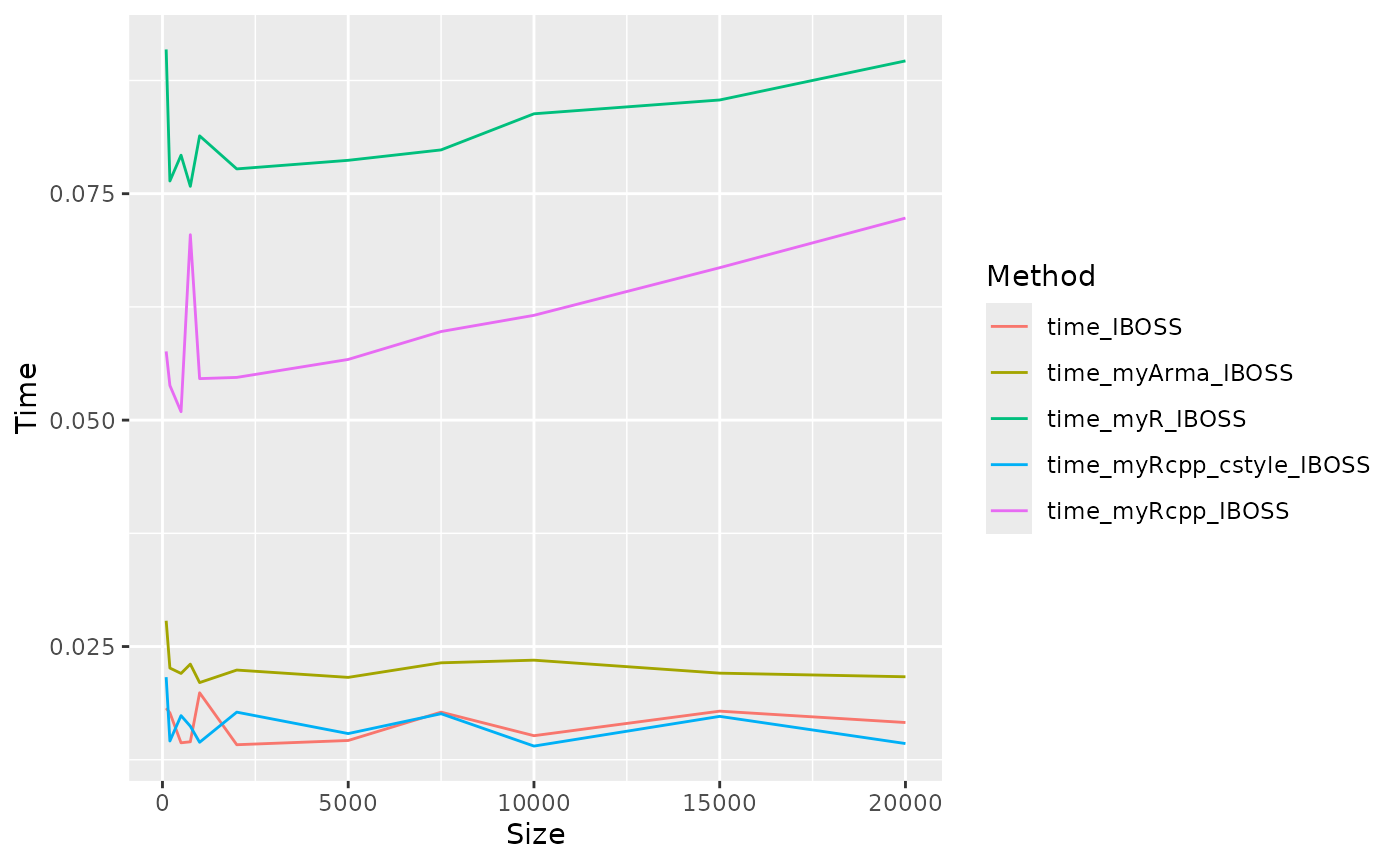 0.075
0.050
0.025
Time
0 5000 10000 15000 20000
Size
Method
time_IBOSS
time_myArma_IBOSS
time_myR_IBOSS
time_myRcpp_cstyle_IBOSS
time_myRcpp_IBOSS